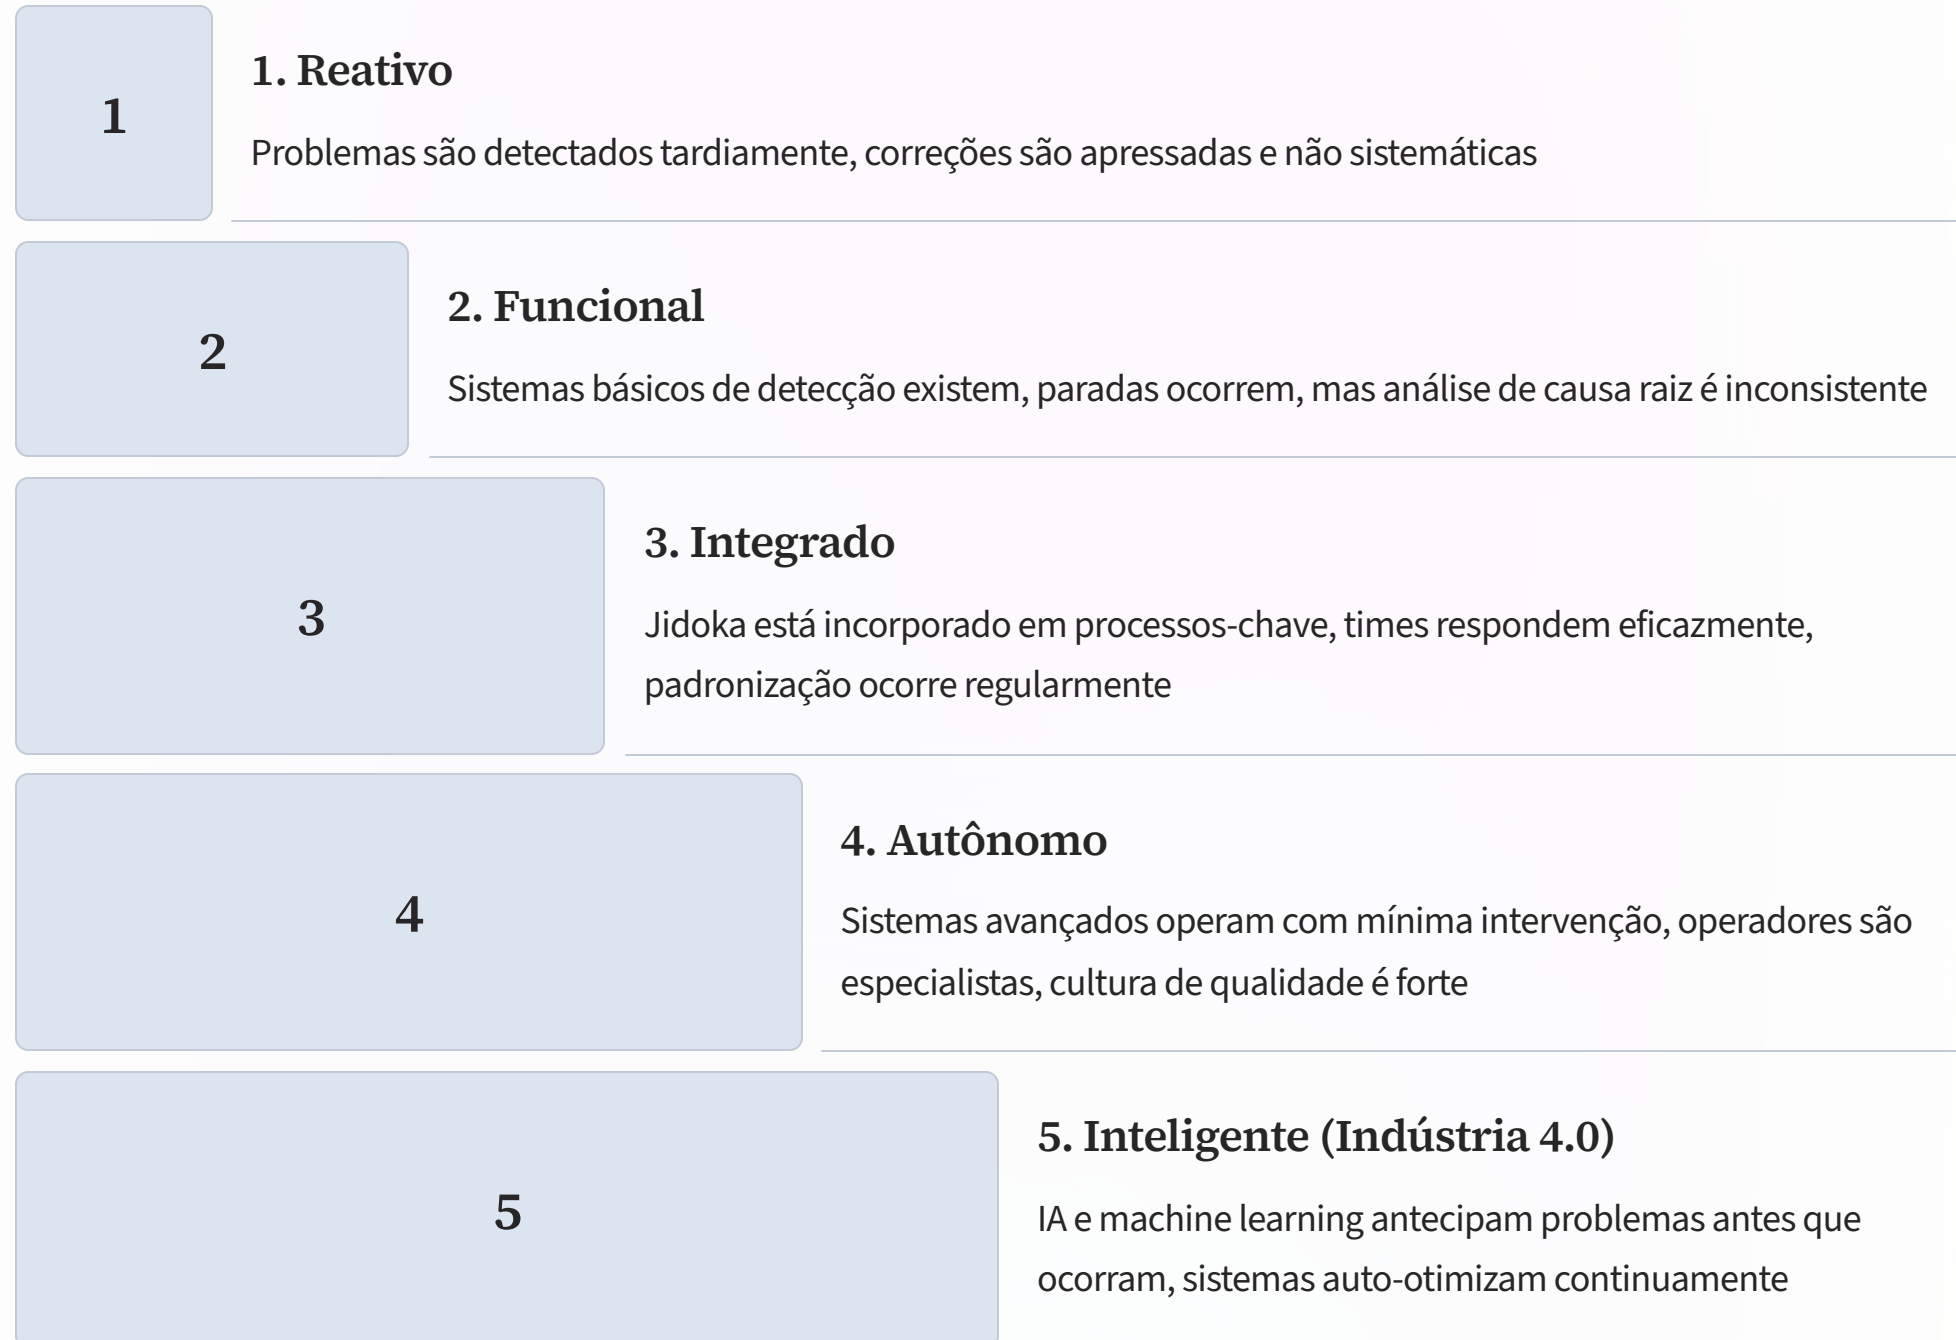 1
1. Reativo
Problemas são detectados tardiamente, correções são apressadas e não sistemáticas
2
2. Funcional
Sistemas básicos de detecção existem, paradas ocorrem, mas análise de causa raiz é inconsistente
3
3. Integrado
Jidoka está incorporado em processos-chave, times respondem eficazmente,
padronização ocorre regularmente
4
4. Autônomo
Sistemas avançados operam com mínima intervenção, operadores são
especialistas, cultura de qualidade é forte
5
5. Inteligente (Indústria 4.0)
IA e machine learning antecipam problemas antes que
ocorram, sistemas auto-otimizam continuamente